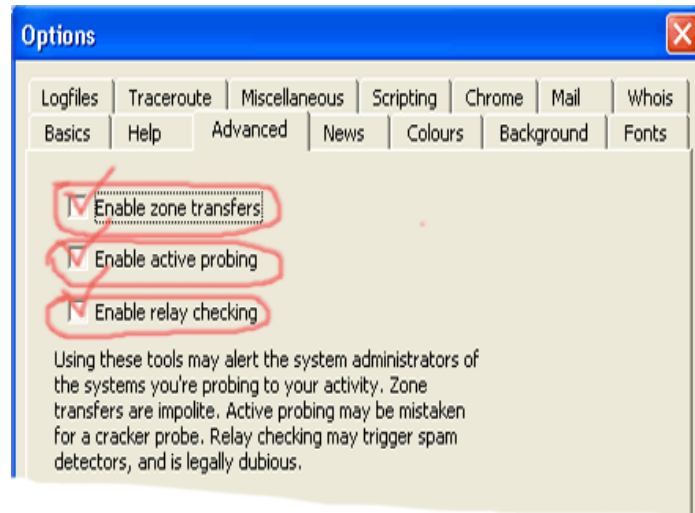 Options
Logfiles Traceroute Miscellaneous Scripting Chrome Mail Whois
Basics Help Advanced News Colours Background Fonts
Enable zone transfers
Enable active probing
Enable relay checking
Using these tools may alert the system administrators of
the systems you're probing to your activity. Zone
transfers are impolite. Active probing may be mistaken
for a cracker probe. Relay checking may trigger spam
detectors, and is legally dubious.